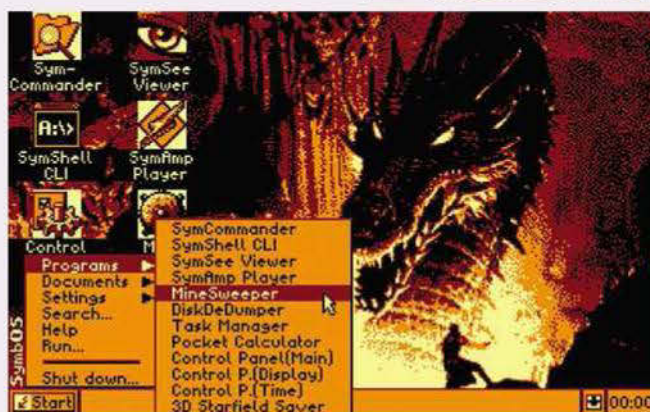 Sym-
Commander
SymSee
Viewer
A:\>
SymShell
CLI
SymAmp
Player
Control
M
Programs
Documents
Settings
Search...
Help
Run...
Shut down...
SymbOS
SymCommander
SymShell CLI
SymSee Viewer
SymAmp Player
MineSweeper
DiskDeDumper
Task Manager
Pocket Calculator
Control Panel(Main)
Control P.(Display)
Control P.(Time)
3D Starfield Saver
Start
00:00